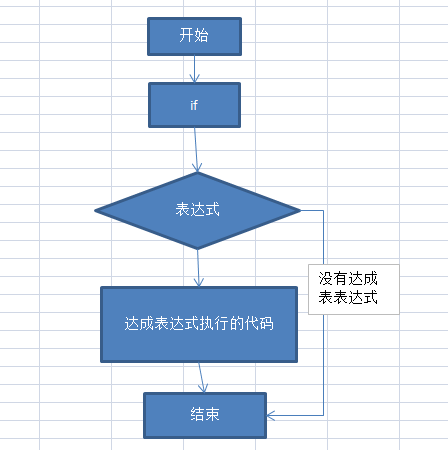 开始
if
表达式
没有达成
表表达式
达成表达式执行的代码
结束